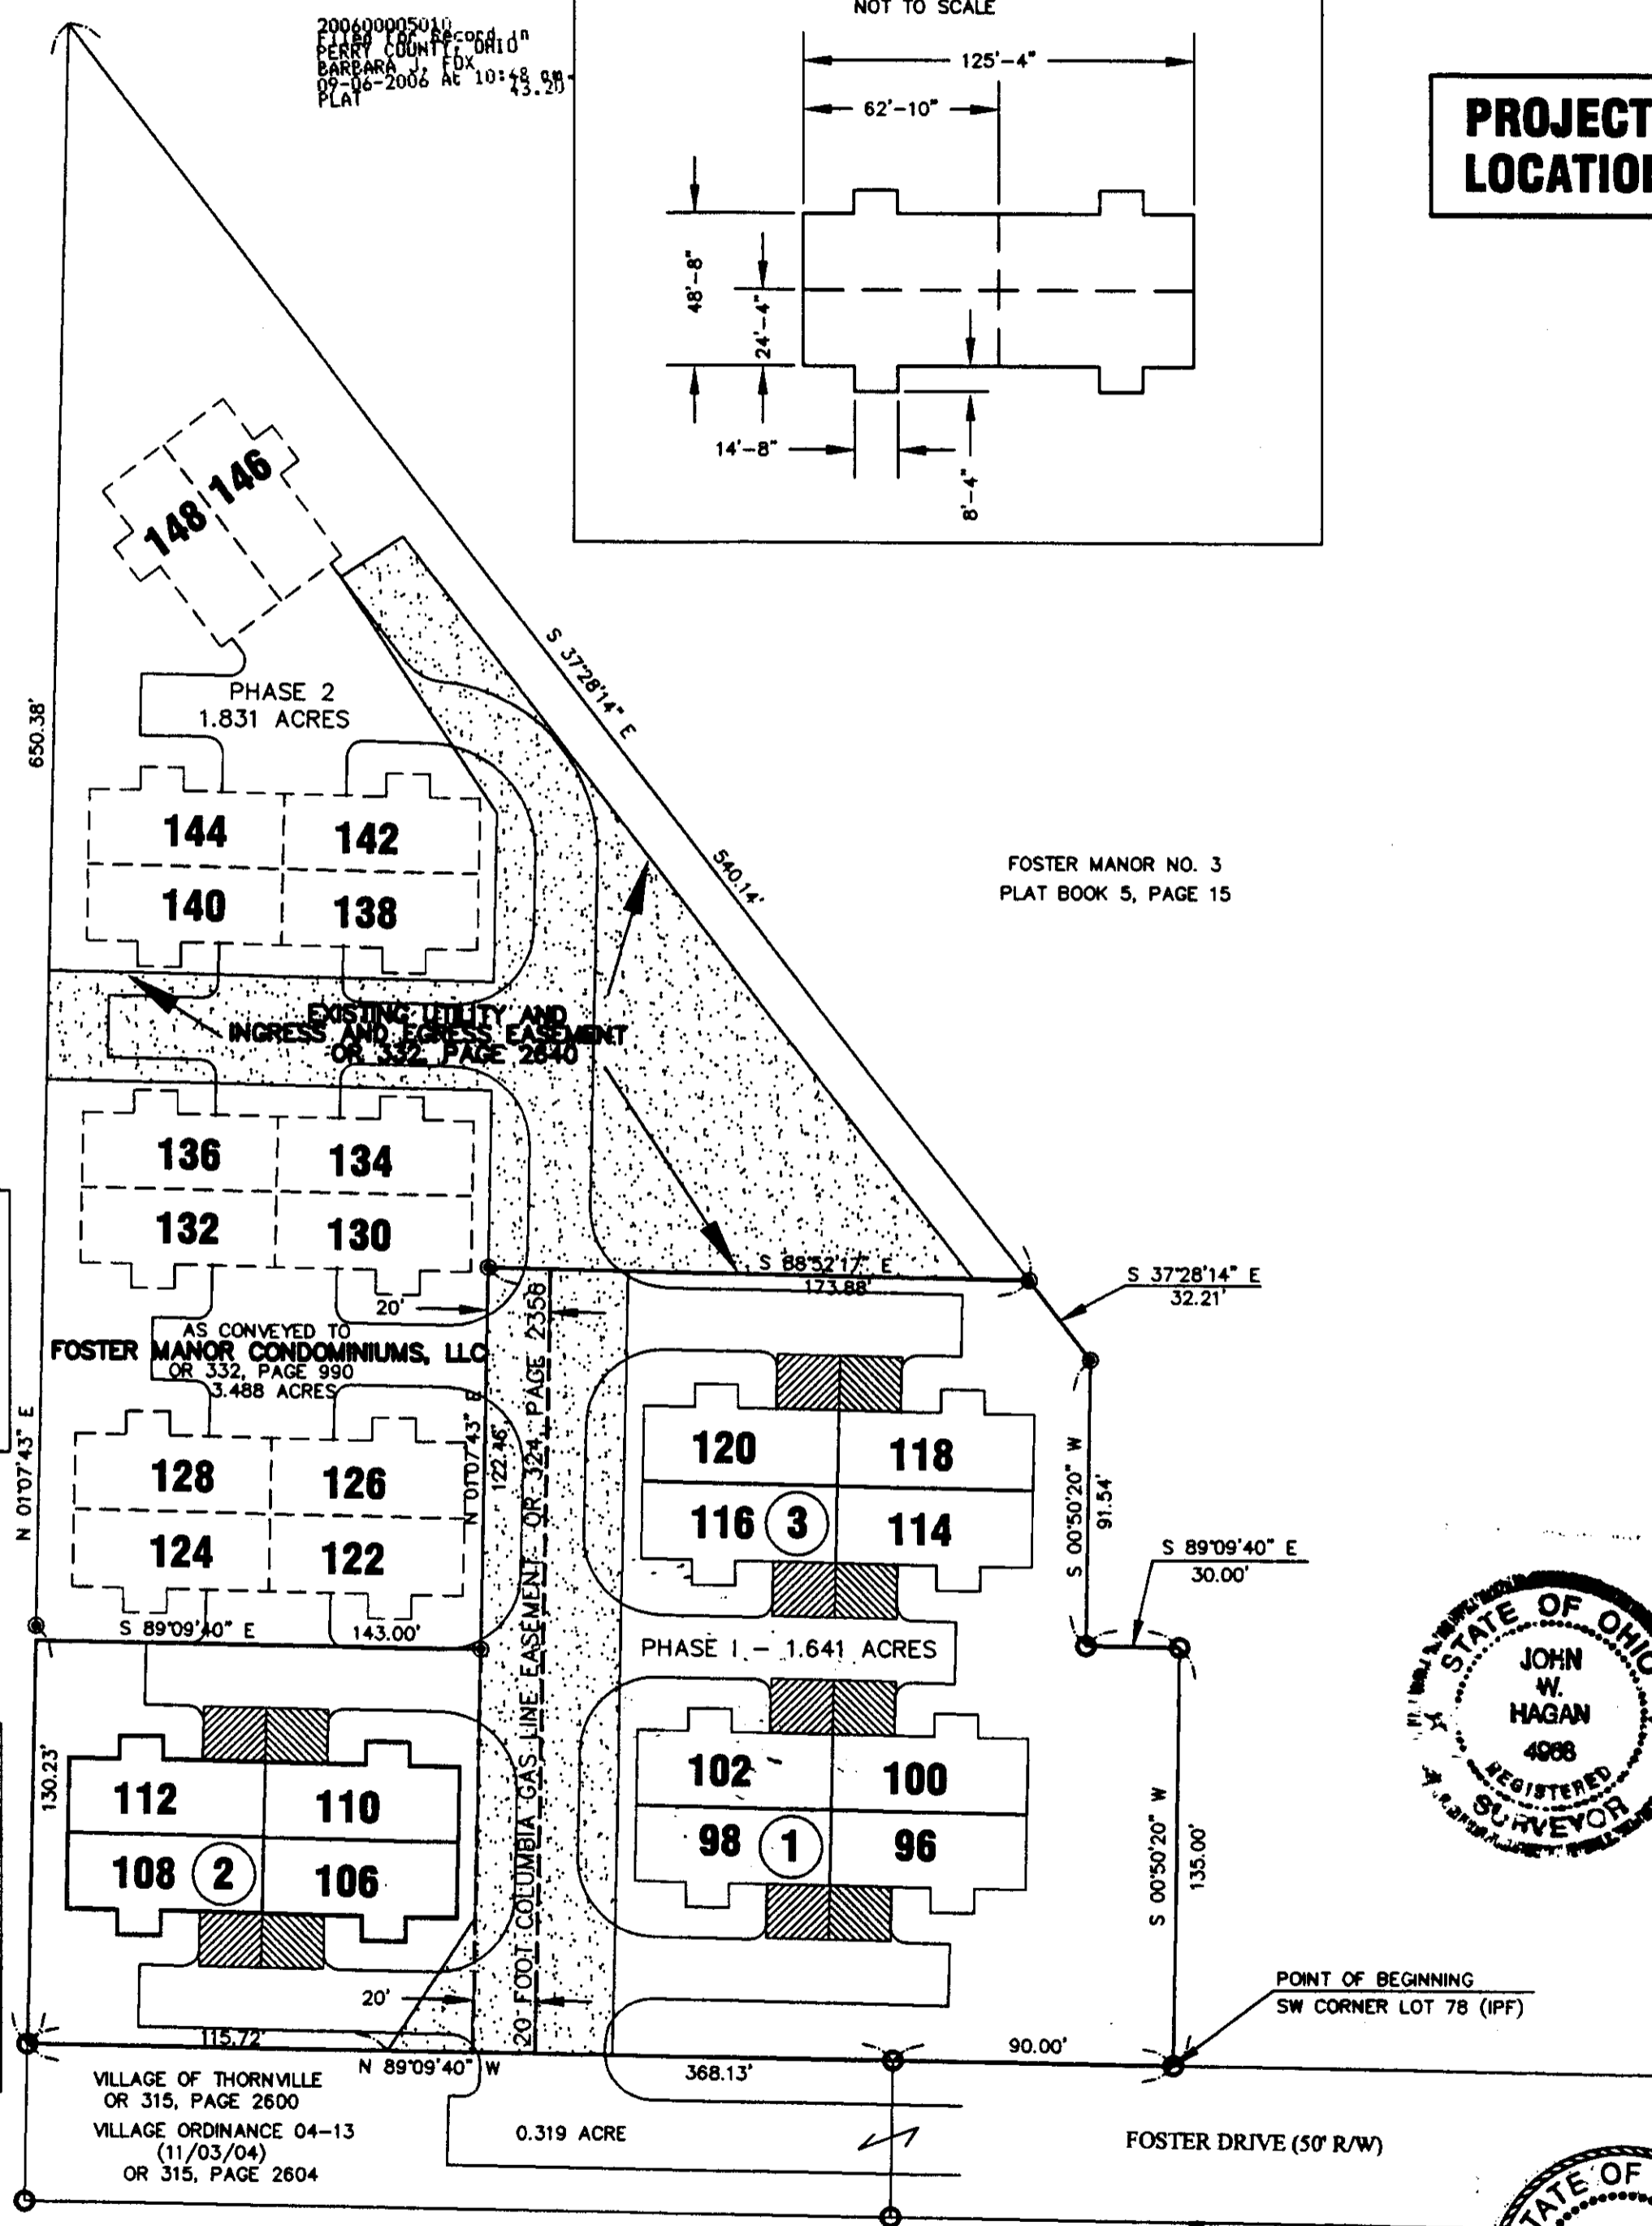 200600005010
Filed for Record in
PERRY COUNTY, OHIO
BARBARA J. FOX
09-06-2006 At 10:48 am.
PLAT 43.20
NOT TO SCALE
125'-4"
62'-10"
48'-8"
24'-4"
14'-8"
8'-4"
PROJECT
LOCATION
148 146
PHASE 2
1.831 ACRES
650.38'
S 37°28'14" E
540.14'
144 142
140 138
FOSTER MANOR NO. 3
PLAT BOOK 5, PAGE 15
EXISTING UTILITY AND
INGRESS AND EGRESS EASEMENT
OR 332, PAGE 2640
136 134
132 130
S 88°52'17" E
173.88'
S 37°28'14" E
32.21'
20'
AS CONVEYED TO
FOSTER MANOR CONDOMINIUMS, LLC
OR 332, PAGE 990
3.488 ACRES
N 01°07'43" E
N 01°07'43" E
122.46'
20 FOOT COLUMBIA GAS LINE EASEMENT OR 324, PAGE 2356
128 126
124 122
120 118
116 3 114
S 00°50'20" W
91.54'
S 89°09'40" E
30.00'
S 89°09'40" E 143.00'
PHASE 1 - 1.641 ACRES
130.23'
112 110
108 2 106
102 100
98 1 96
S 00°50'20" W
135.00'
STATE OF OHIO
JOHN
W.
HAGAN
4968
REGISTERED
SURVEYOR
POINT OF BEGINNING
SW CORNER LOT 78 (IPF)
20'
115.72'
N 89°09'40" W
368.13'
90.00'
VILLAGE OF THORNVILLE
OR 315, PAGE 2600
VILLAGE ORDINANCE 04-13
(11/03/04)
OR 315, PAGE 2604
0.319 ACRE
FOSTER DRIVE (50' R/W)
STATE OF